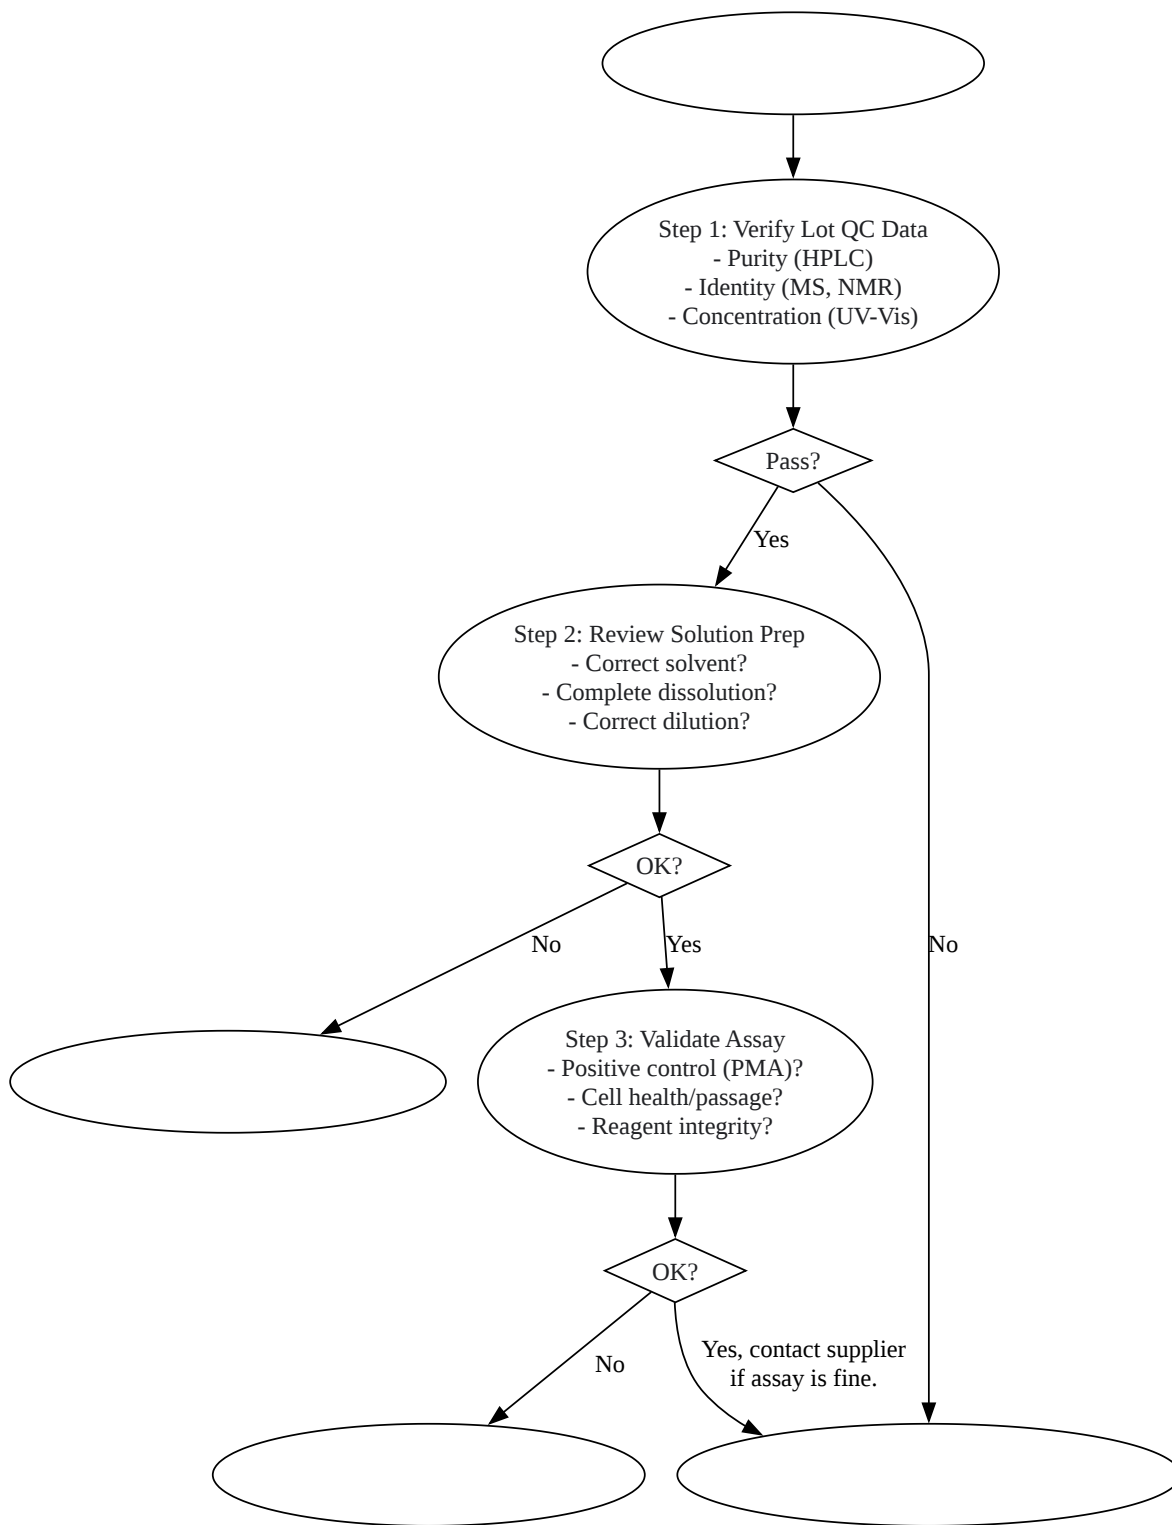 Step 1: Verify Lot QC Data
- Purity (HPLC)
- Identity (MS, NMR)
- Concentration (UV-Vis)
Pass?
Yes
Step 2: Review Solution Prep
- Correct solvent?
- Complete dissolution?
- Correct dilution?
OK?
No
Yes
No
Step 3: Validate Assay
- Positive control (PMA)?
- Cell health/passage?
- Reagent integrity?
OK?
No
Yes, contact supplier
if assay is fine.